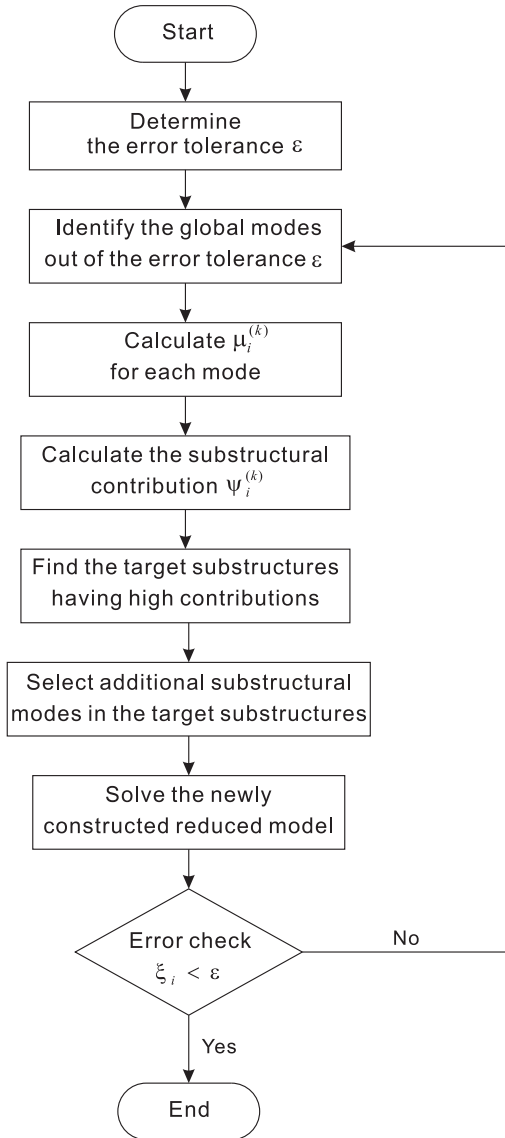 Start
Determine
the error tolerance ε
Identify the global modes
out of the error tolerance ε
Calculate μ_i^(k)
for each mode
Calculate the substructural
contribution ψ_i^(k)
Find the target substructures
having high contributions
Select additional substructural
modes in the target substructures
Solve the newly
constructed reduced model
Error check
ξ_i < ε
No
Yes
End